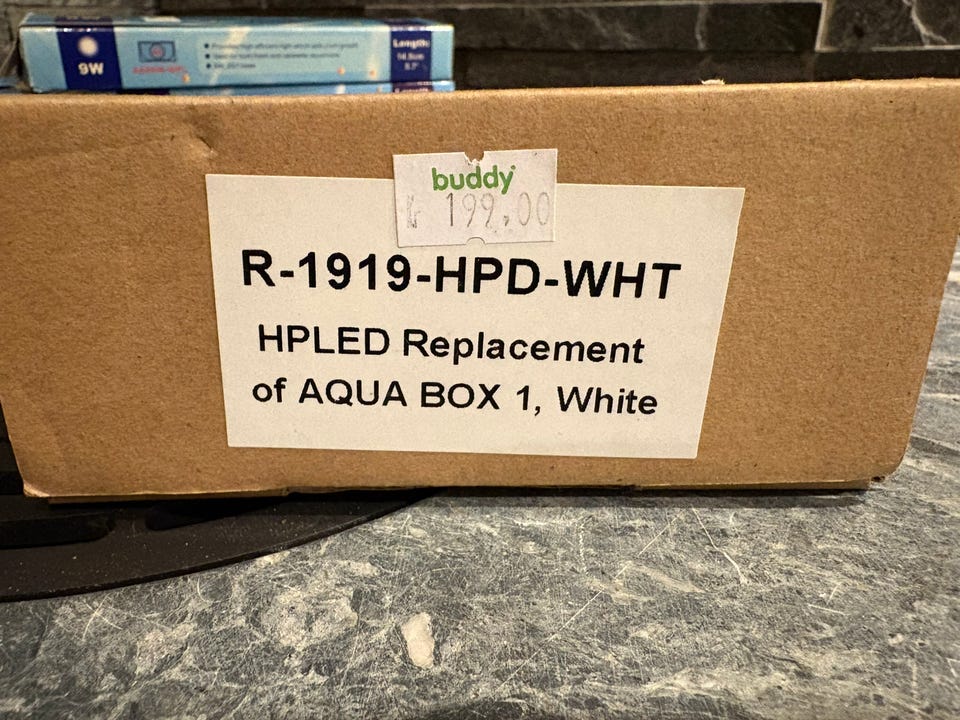 9W
Length:
buddy
199,00
R-1919-HPD-WHT
HPLED Replacement
of AQUA BOX 1, White